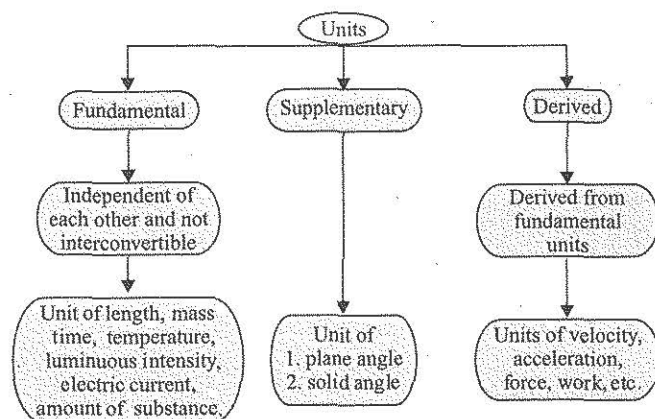 Units
Fundamental
Supplementary
Derived
Independent of
each other and not
interconvertible
Derived from
fundamental
units
Unit of length, mass
time, temperature,
luminous intensity,
electric current,
amount of substance,
Unit of
1. plane angle
2. solid angle
Units of velocity,
acceleration,
force, work, etc.